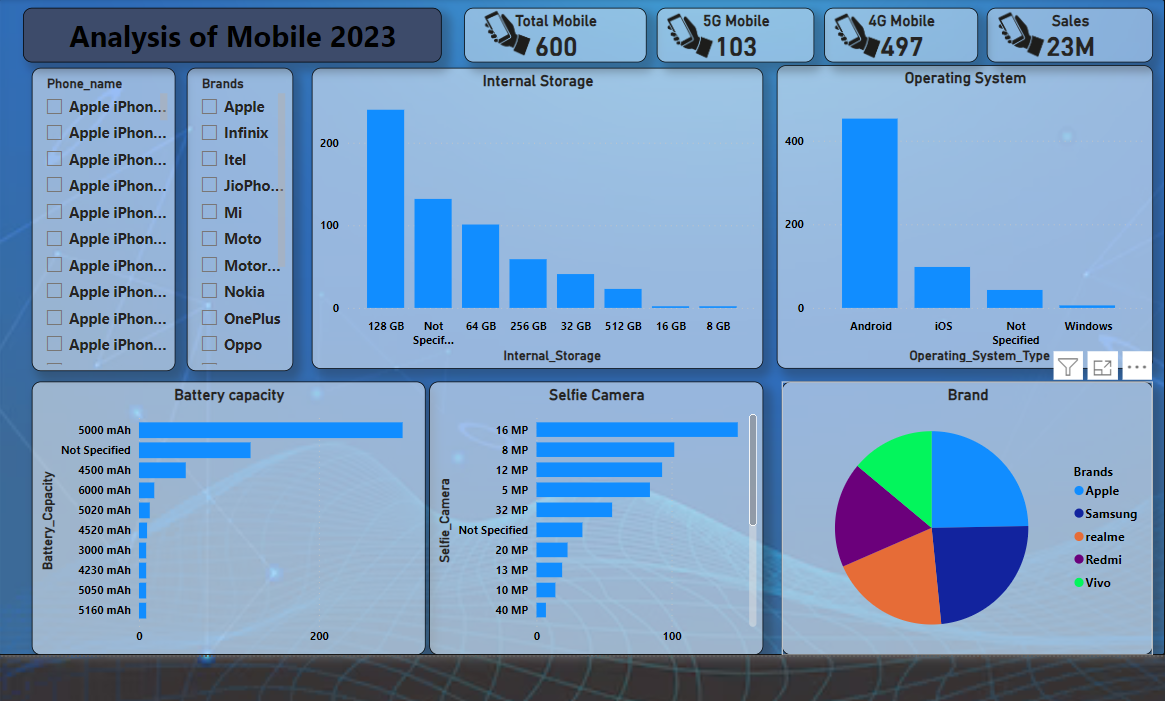 Analysis of Mobile 2023
Total Mobile
600
5G Mobile
103
4G Mobile
497
Sales
23M
Phone_name
Apple iPhon...
Apple iPhon...
Apple iPhon...
Apple iPhon...
Apple iPhon...
Apple iPhon...
Apple iPhon...
Apple iPhon...
Apple iPhon...
Apple iPhon...
Brands
Apple
Infinix
Itel
JioPho...
Mi
Moto
Motor...
Nokia
OnePlus
Oppo
Internal Storage
200
100
0
128 GB
Not
Specif...
64 GB
256 GB
32 GB
512 GB
16 GB
8 GB
Internal_Storage
Operating System
400
200
0
Android
iOS
Not
Specified
Windows
Operating_System_Type
Battery capacity
Battery_Capacity
5000 mAh
Not Specified
4500 mAh
6000 mAh
5020 mAh
4520 mAh
3000 mAh
4230 mAh
5050 mAh
5160 mAh
0
200
Selfie Camera
Selfie_Camera
16 MP
8 MP
12 MP
5 MP
32 MP
Not Specified
20 MP
13 MP
10 MP
40 MP
0
100
Brand
Brands
Apple
Samsung
realme
Redmi
Vivo